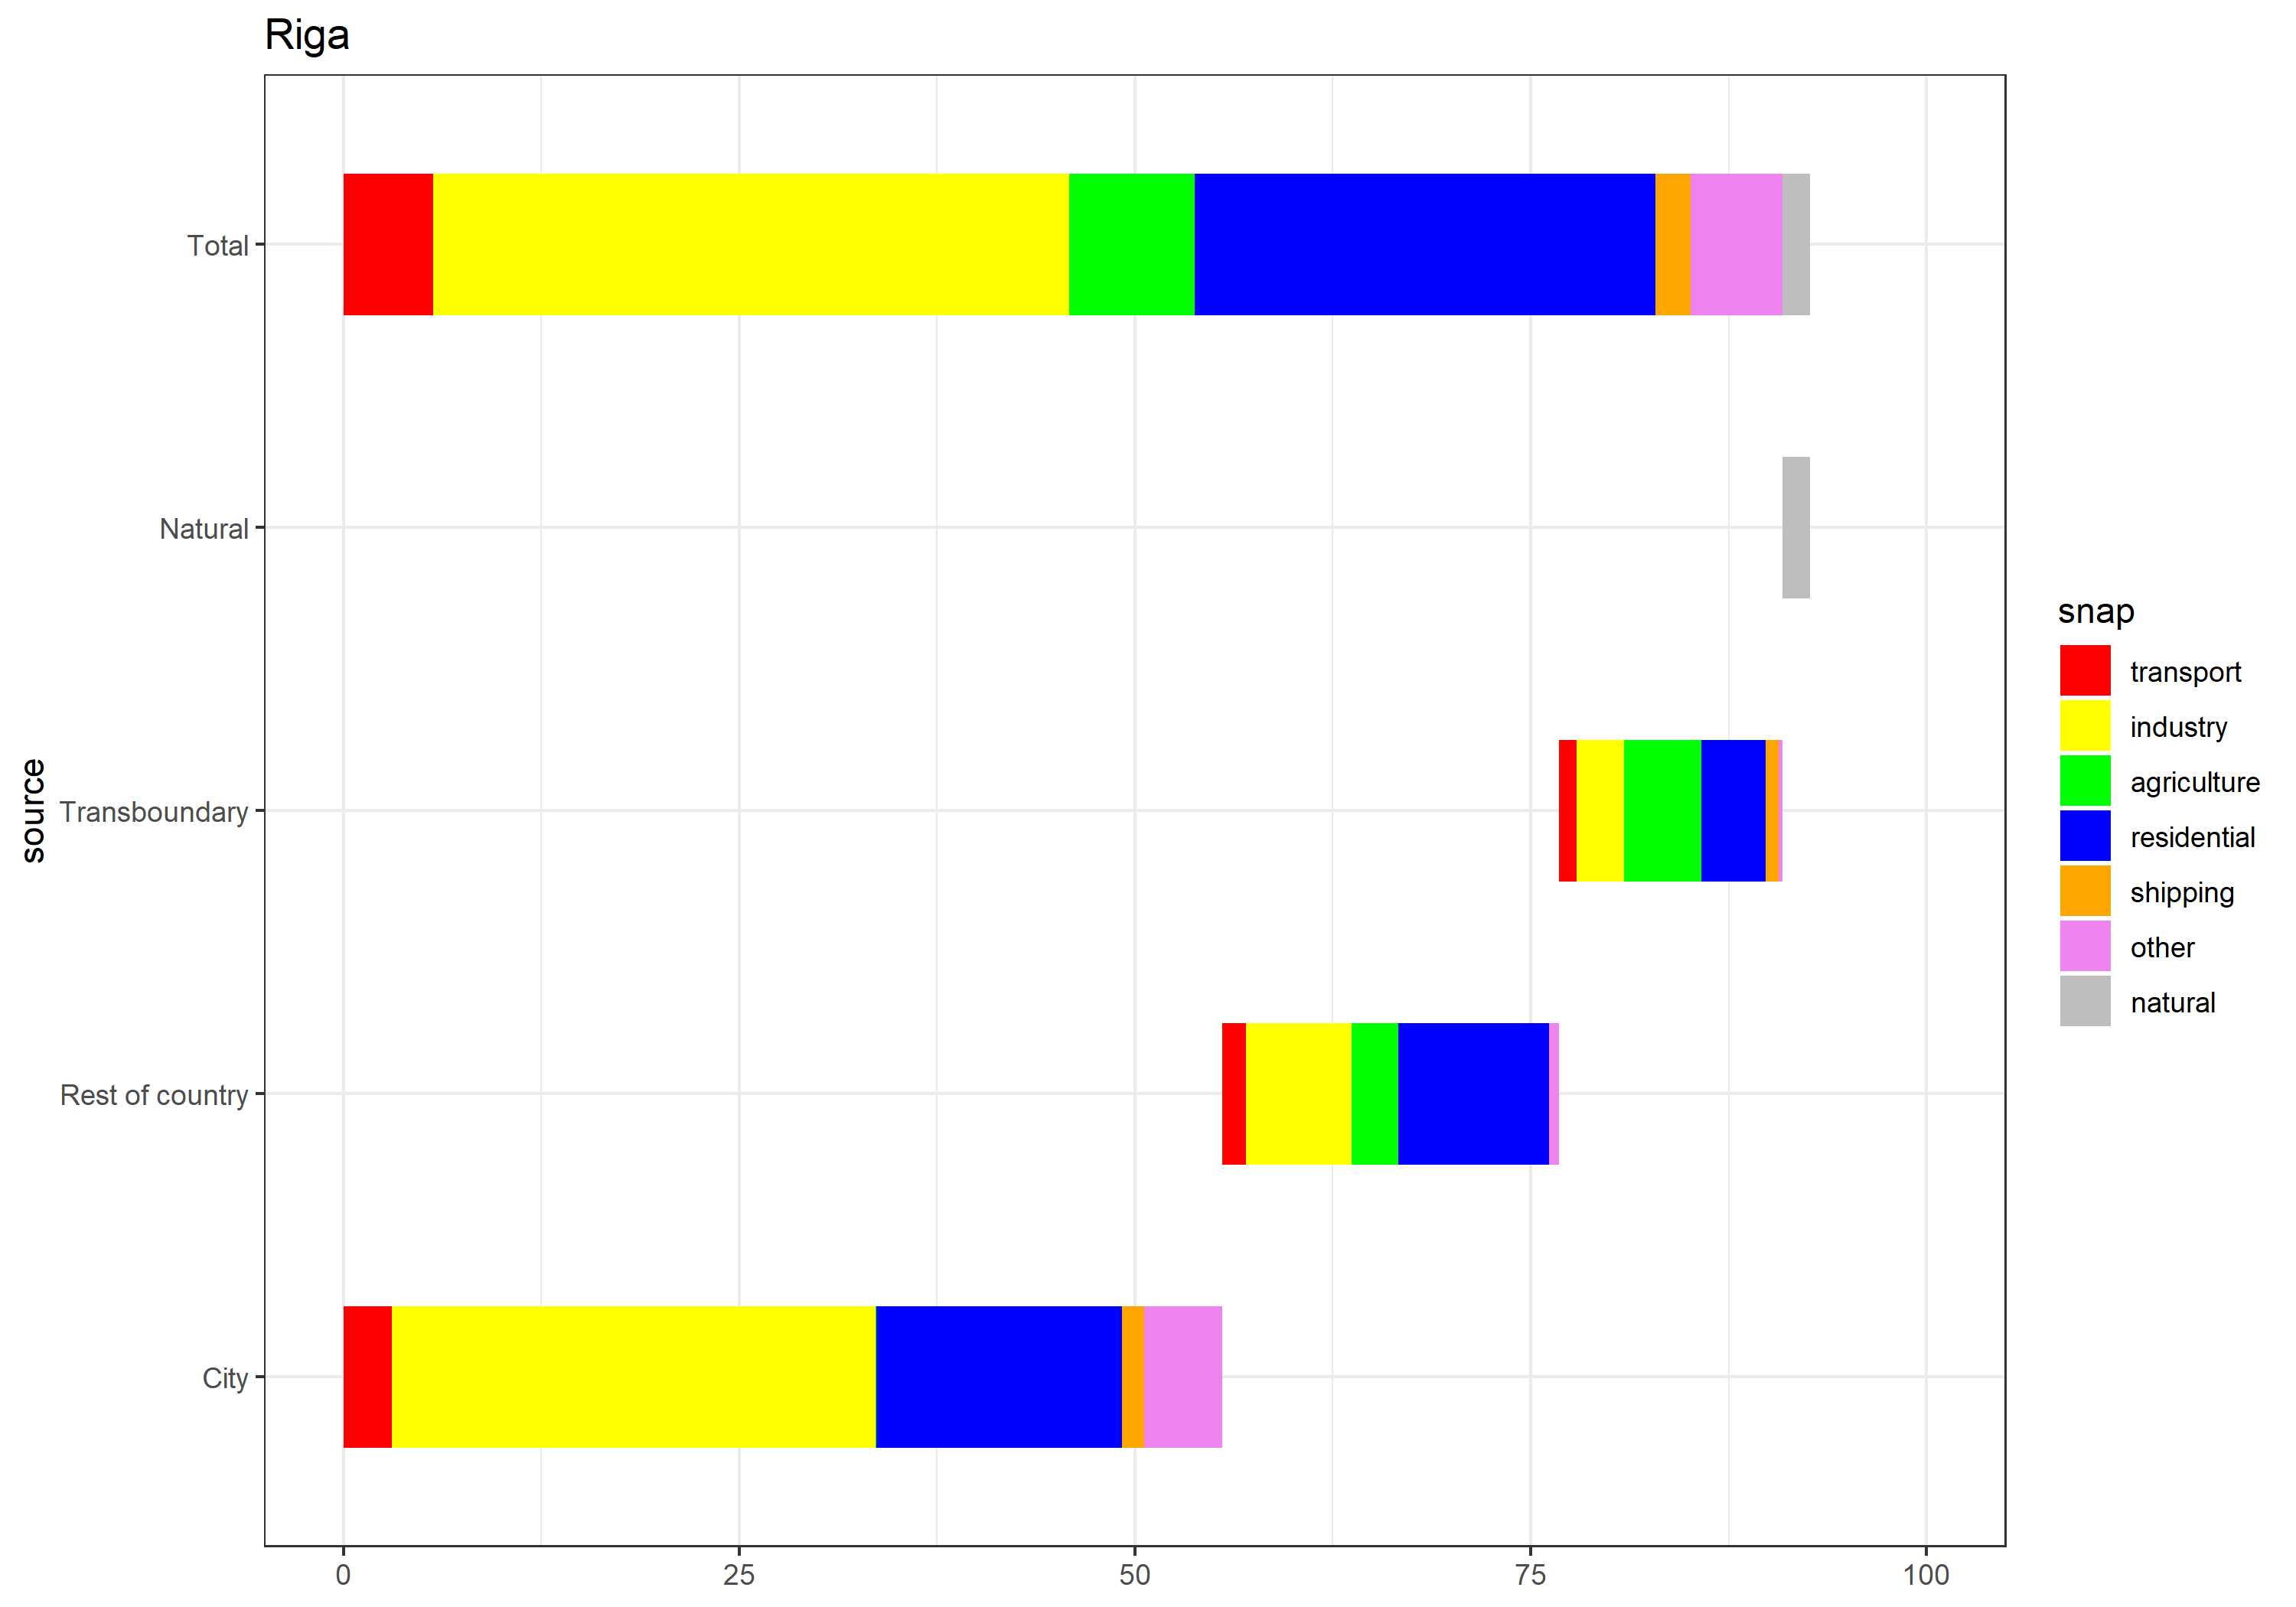 Riga
source
Total
Natural
Transboundary
Rest of country
City
0 25 50 75 100
snap
transport
industry
agriculture
residential
shipping
other
natural